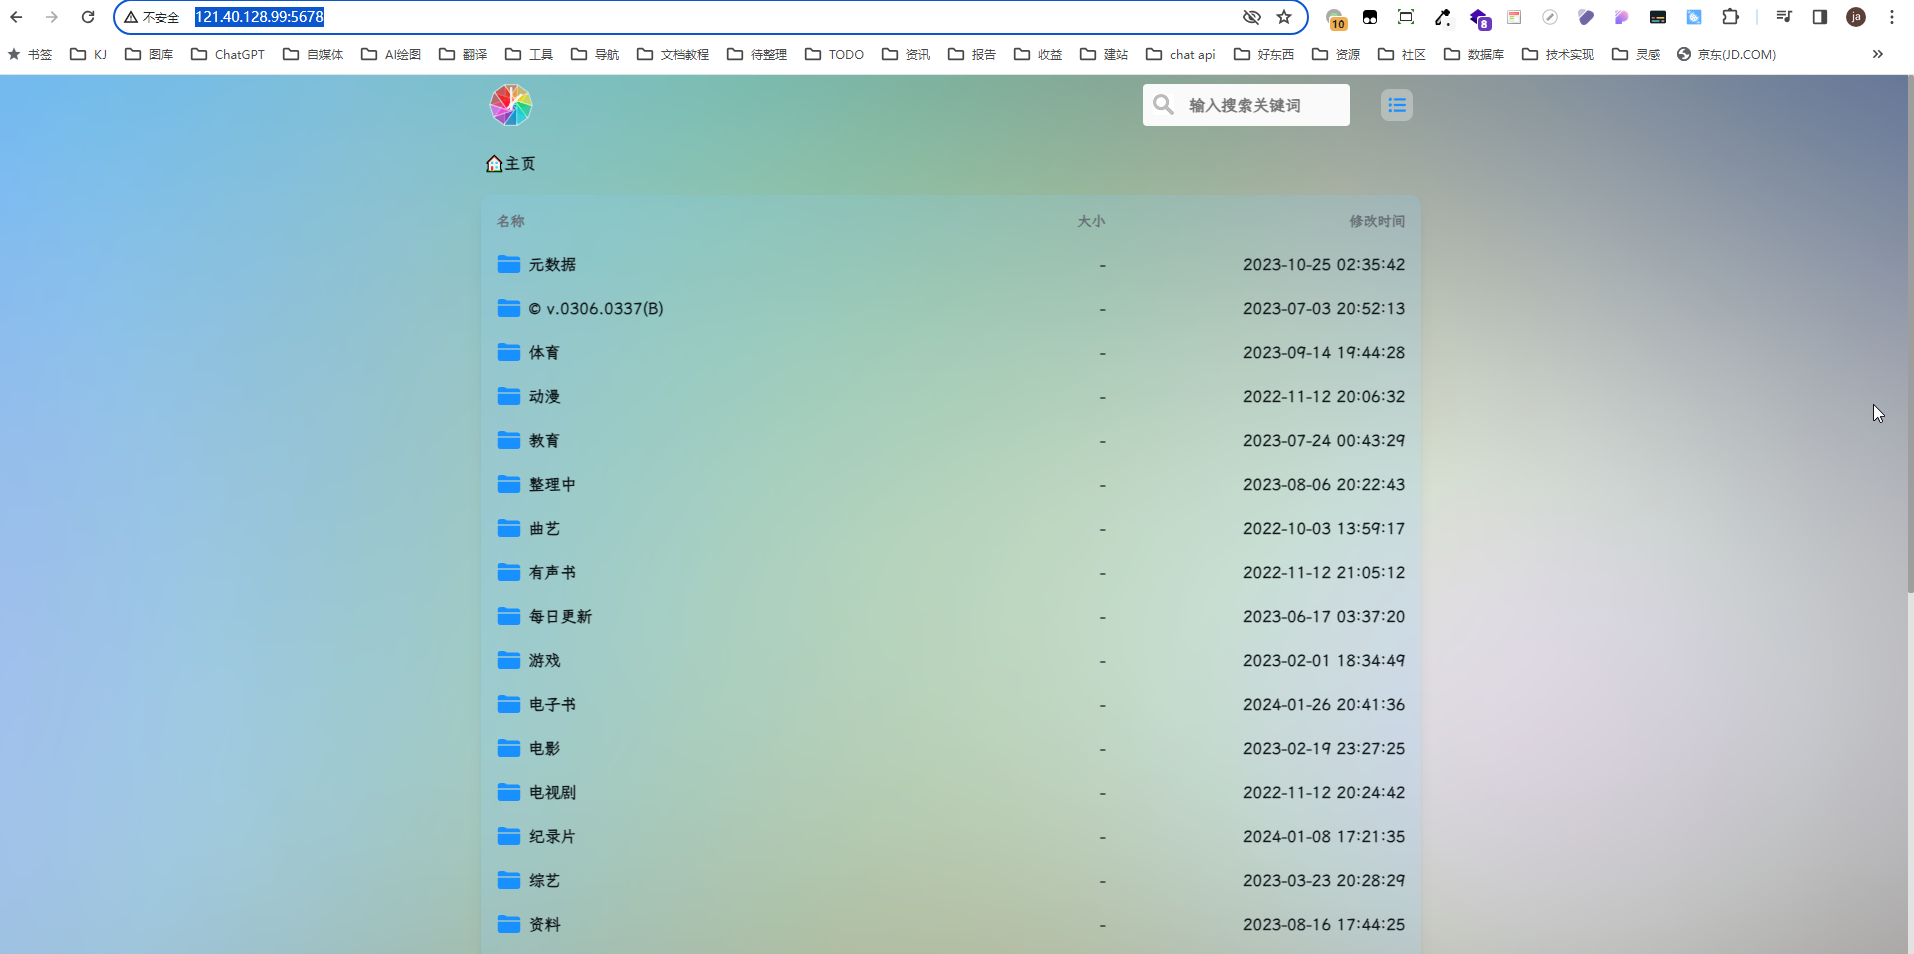 不安全 121.40.128.99:5678 10 8 ja
书签 KJ 图库 ChatGPT 自媒体 AI绘图 翻译 工具 导航 文档教程 待整理 TODO 资讯 报告 收益 建站 chat api 好东西 资源 社区 数据库 技术实现 灵感 京东(JD.COM) »
输入搜索关键词
主页
名称 大小 修改时间
元数据 - 2023-10-25 02:35:42
© v.0306.0337(B) - 2023-07-03 20:52:13
体育 - 2023-09-14 19:44:28
动漫 - 2022-11-12 20:06:32
教育 - 2023-07-24 00:43:29
整理中 - 2023-08-06 20:22:43
曲艺 - 2022-10-03 13:59:17
有声书 - 2022-11-12 21:05:12
每日更新 - 2023-06-17 03:37:20
游戏 - 2023-02-01 18:34:49
电子书 - 2024-01-26 20:41:36
电影 - 2023-02-19 23:27:25
电视剧 - 2022-11-12 20:24:42
纪录片 - 2024-01-08 17:21:35
综艺 - 2023-03-23 20:28:29
资料 - 2023-08-16 17:44:25